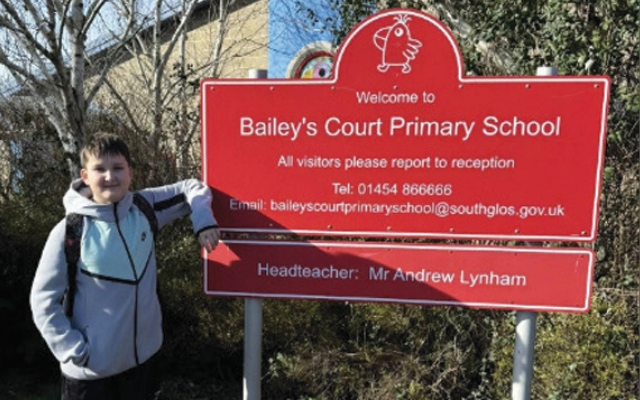 Welcome to
Bailey's Court Primary School
All visitors please report to reception
Tel: 01454 866666
Email: baileyscourtprimaryschool@southglos.gov.uk
Headteacher: Mr Andrew Lynham